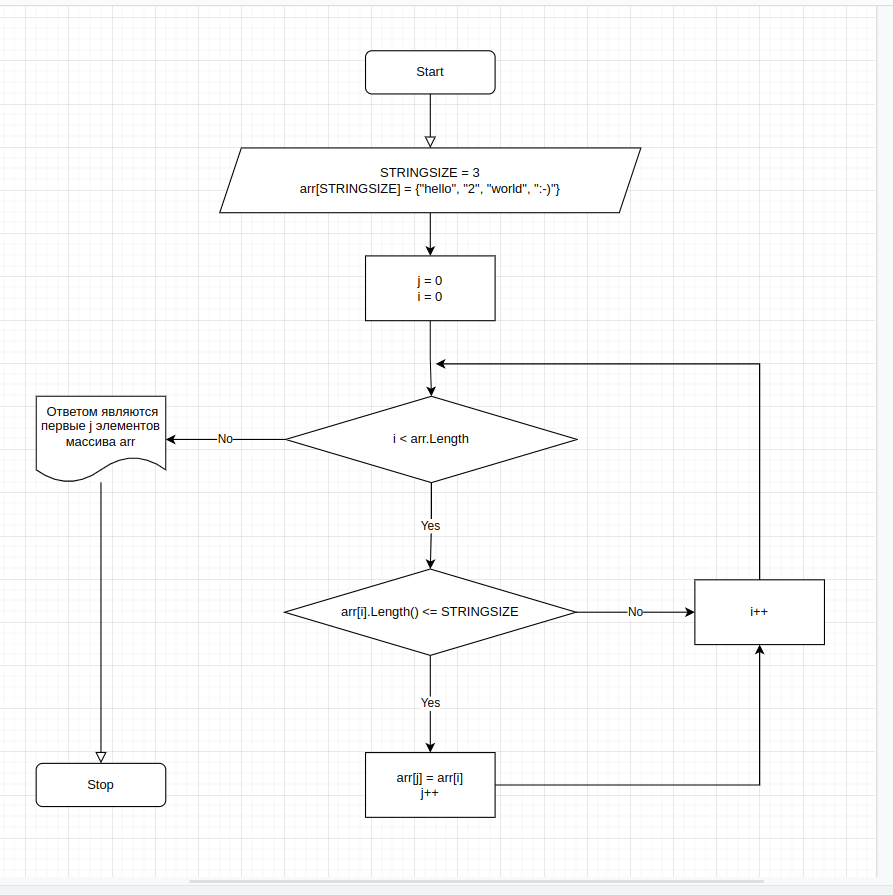 Start
STRINGSIZE = 3
arr[STRINGSIZE] = {"hello", "2", "world", ":-)"}
j = 0
i = 0
i < arr.Length
No
Ответом являются
первые j элементов
массива arr
Yes
arr[i].Length() <= STRINGSIZE
No
i++
Yes
arr[j] = arr[i]
j++
Stop